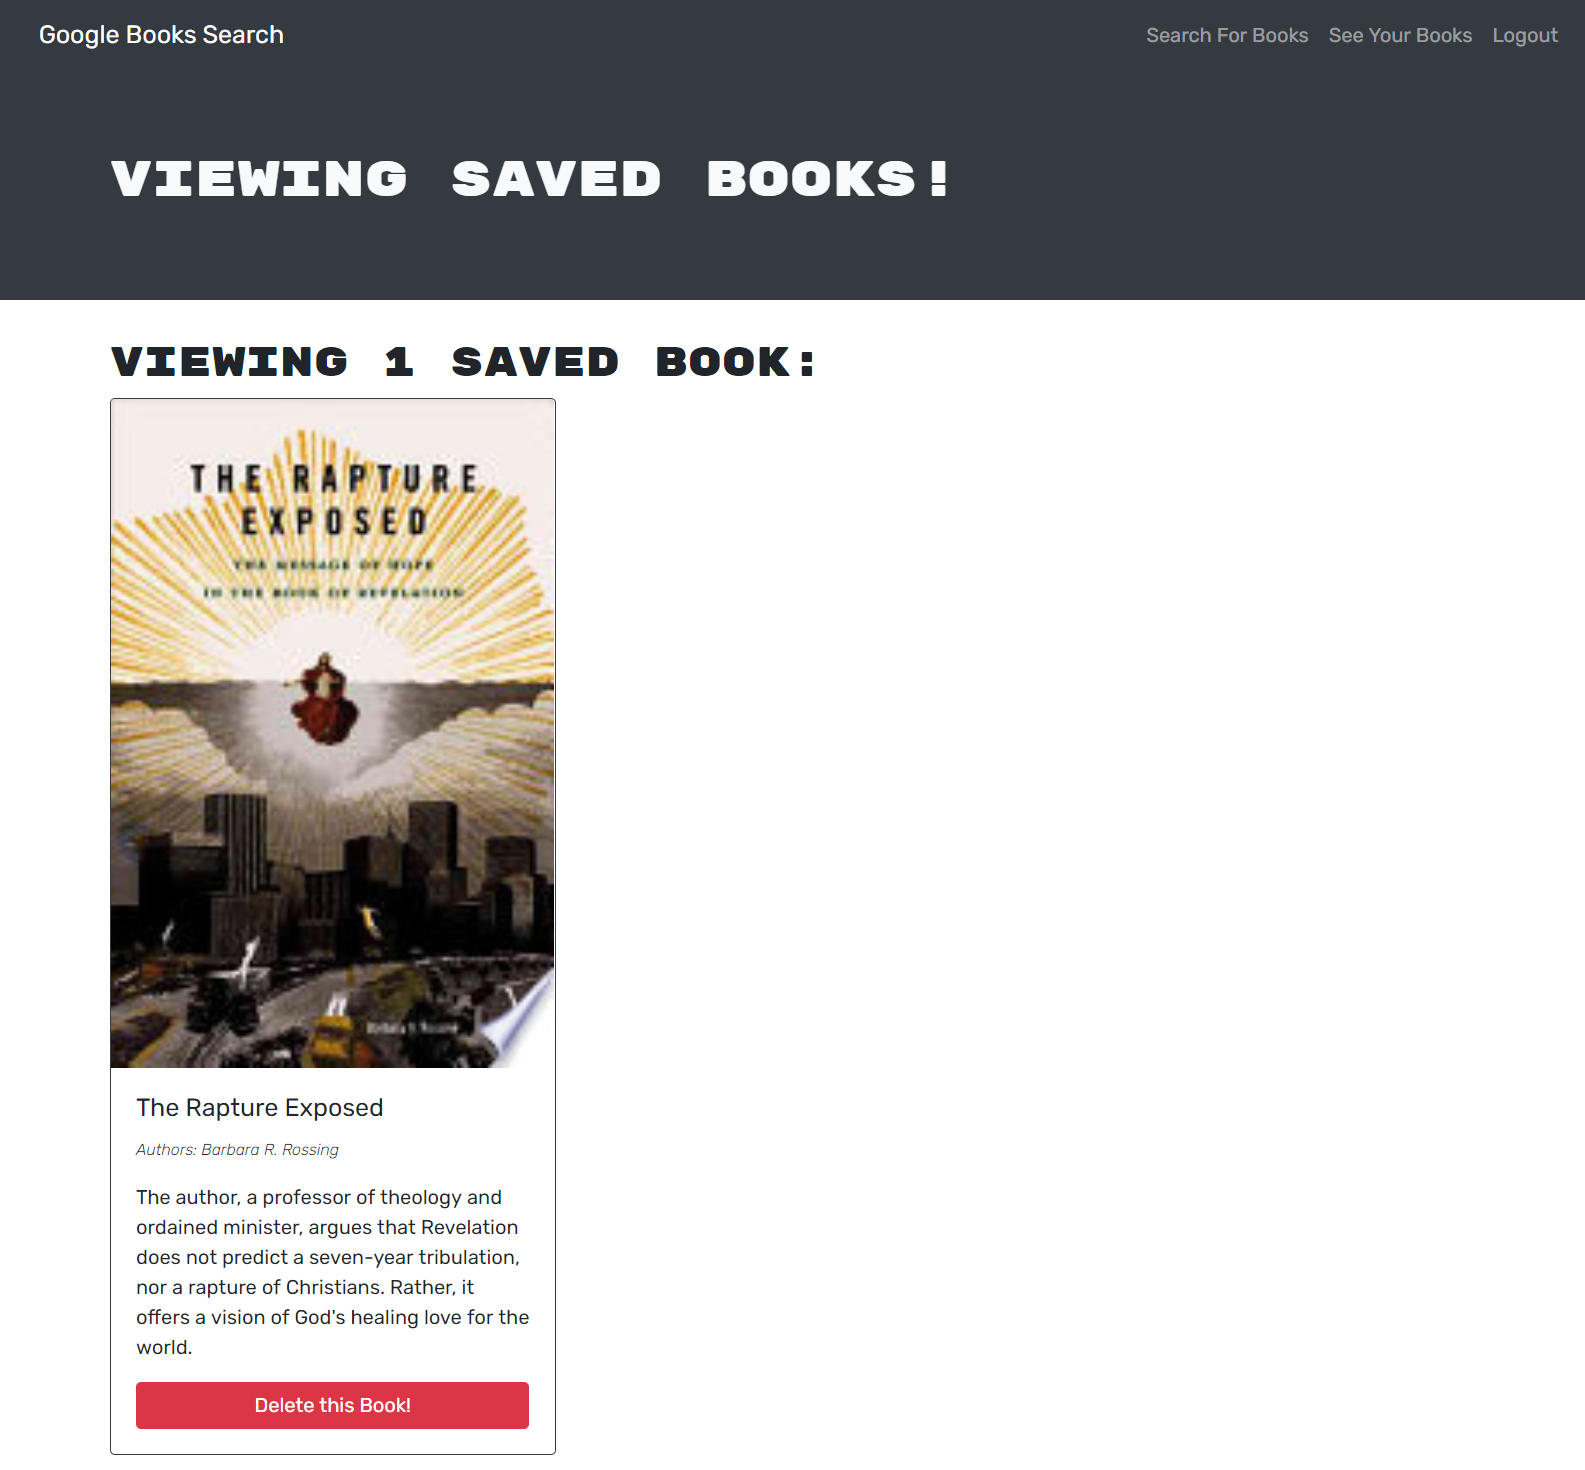 Google Books Search
Search For Books See Your Books Logout
VIEWING SAVED BOOKS!
VIEWING 1 SAVED BOOK:
THE RAPTURE
EXPOSED
THE MESSAGE OF HOPE
IN THE BOOK OF REVELATION
The Rapture Exposed
Authors: Barbara R. Rossing
The author, a professor of theology and
ordained minister, argues that Revelation
does not predict a seven-year tribulation,
nor a rapture of Christians. Rather, it
offers a vision of God's healing love for the
world.
Delete this Book!